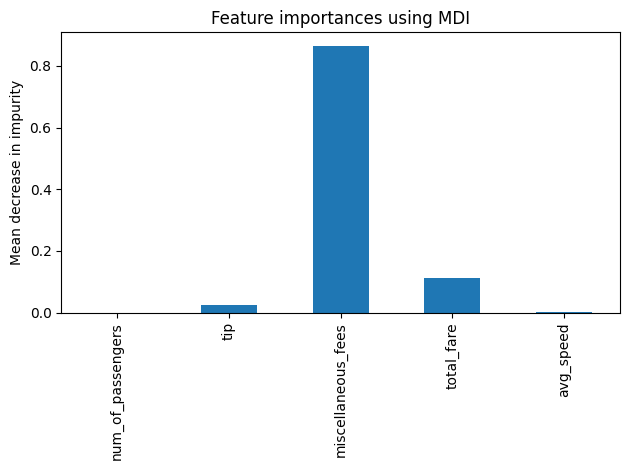 Feature importances using MDI
Mean decrease in impurity
0.8
0.6
0.4
0.2
0.0
num_of_passengers
tip
miscellaneous_fees
total_fare
avg_speed